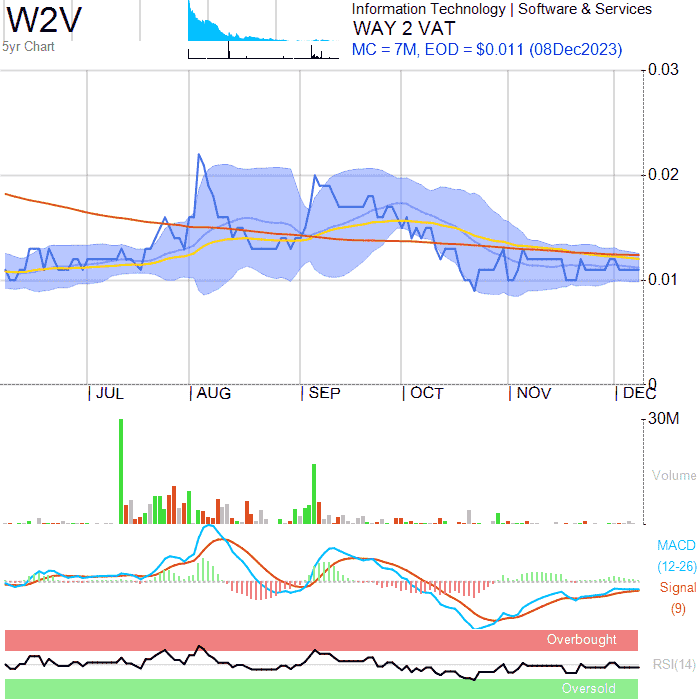 W2V
5yr Chart
Information Technology | Software & Services
WAY 2 VAT
MC = 7M, EOD = $0.011 (08Dec2023)
0.03
0.02
0.01
0
JUL AUG SEP OCT NOV DEC
30M
Volume
MACD
(12-26)
Signal
(9)
Overbought
RSI(14)
Oversold